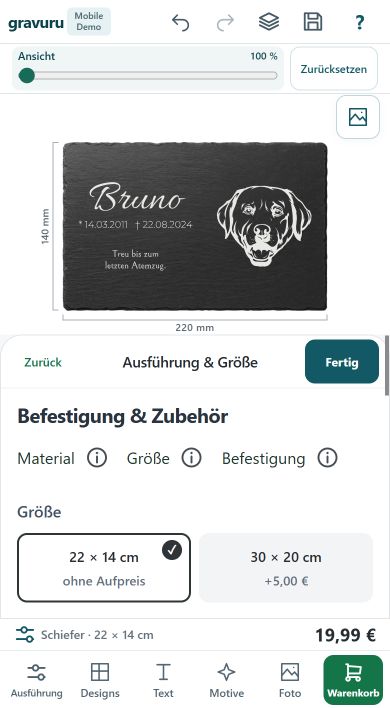 gravuru
Mobile
Demo
?
Ansicht
100 %
Zurücksetzen
140 mm
Bruno
* 14.03.2011 † 22.08.2024
Treu bis zum
letzten Atemzug.
220 mm
Zurück
Ausführung & Größe
Fertig
Befestigung & Zubehör
Material
Größe
Befestigung
Größe
22 × 14 cm
ohne Aufpreis
30 × 20 cm
+5,00 €
Schiefer · 22 × 14 cm
19,99 €
Ausführung
Designs
Text
Motive
Foto
Warenkorb